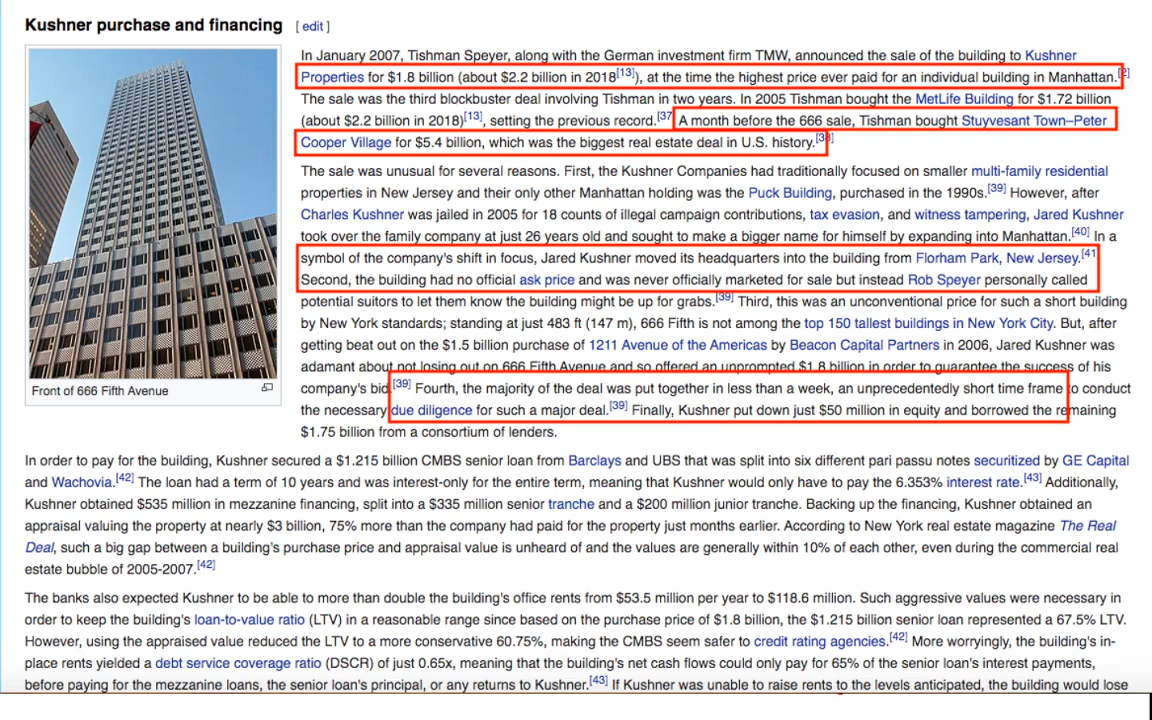 Kushner purchase and financing [ edit ]
In January 2007, Tishman Speyer, along with the German investment firm TMW, announced the sale of the building to Kushner
Properties for $1.8 billion (about $2.2 billion in 2018[13]), at the time the highest price ever paid for an individual building in Manhattan.[2]
The sale was the third blockbuster deal involving Tishman in two years. In 2005 Tishman bought the MetLife Building for $1.72 billion
(about $2.2 billion in 2018)[13], setting the previous record.[37 A month before the 666 sale, Tishman bought Stuyvesant Town–Peter
Cooper Village for $5.4 billion, which was the biggest real estate deal in U.S. history.[38]
The sale was unusual for several reasons. First, the Kushner Companies had traditionally focused on smaller multi-family residential
properties in New Jersey and their only other Manhattan holding was the Puck Building, purchased in the 1990s.[39] However, after
Charles Kushner was jailed in 2005 for 18 counts of illegal campaign contributions, tax evasion, and witness tampering, Jared Kushner
took over the family company at just 26 years old and sought to make a bigger name for himself by expanding into Manhattan.[40] In a
symbol of the company's shift in focus, Jared Kushner moved its headquarters into the building from Florham Park, New Jersey.[41
Second, the building had no official ask price and was never officially marketed for sale but instead Rob Speyer personally called
potential suitors to let them know the building might be up for grabs.[39] Third, this was an unconventional price for such a short building
by New York standards; standing at just 483 ft (147 m), 666 Fifth is not among the top 150 tallest buildings in New York City. But, after
getting beat out on the $1.5 billion purchase of 1211 Avenue of the Americas by Beacon Capital Partners in 2006, Jared Kushner was
adamant about not losing out on 666 Fifth Avenue and so offered an unprompted $1.8 billion in order to guarantee the success of his
company's bid.[39] Fourth, the majority of the deal was put together in less than a week, an unprecedentedly short time frame to conduct
the necessary due diligence for such a major deal.[39] Finally, Kushner put down just $50 million in equity and borrowed the remaining
$1.75 billion from a consortium of lenders.
Front of 666 Fifth Avenue
In order to pay for the building, Kushner secured a $1.215 billion CMBS senior loan from Barclays and UBS that was split into six different pari passu notes securitized by GE Capital
and Wachovia.[42] The loan had a term of 10 years and was interest-only for the entire term, meaning that Kushner would only have to pay the 6.353% interest rate.[43] Additionally,
Kushner obtained $535 million in mezzanine financing, split into a $335 million senior tranche and a $200 million junior tranche. Backing up the financing, Kushner obtained an
appraisal valuing the property at nearly $3 billion, 75% more than the company had paid for the property just months earlier. According to New York real estate magazine The Real
Deal, such a big gap between a building's purchase price and appraisal value is unheard of and the values are generally within 10% of each other, even during the commercial real
estate bubble of 2005-2007.[42]
The banks also expected Kushner to be able to more than double the building's office rents from $53.5 million per year to $118.6 million. Such aggressive values were necessary in
order to keep the building's loan-to-value ratio (LTV) in a reasonable range since based on the purchase price of $1.8 billion, the $1.215 billion senior loan represented a 67.5% LTV.
However, using the appraised value reduced the LTV to a more conservative 60.75%, making the CMBS seem safer to credit rating agencies.[42] More worryingly, the building's in-
place rents yielded a debt service coverage ratio (DSCR) of just 0.65x, meaning that the building's net cash flows could only pay for 65% of the senior loan's interest payments,
before paying for the mezzanine loans, the senior loan's principal, or any returns to Kushner.[43] If Kushner was unable to raise rents to the levels anticipated, the building would lose